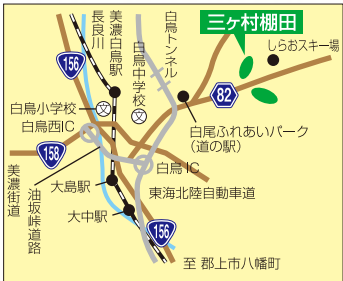 三ヶ村棚田
しらおスキー場
長良川
美濃白鳥駅
白鳥中学校
白鳥トンネル
156
82
白鳥小学校
文
文
白鳥西IC
白尾ふれあいパーク
（道の駅）
158
白鳥IC
美濃街道
油坂峠道路
大島駅
東海北陸自動車道
大中駅
156
至 郡上市八幡町